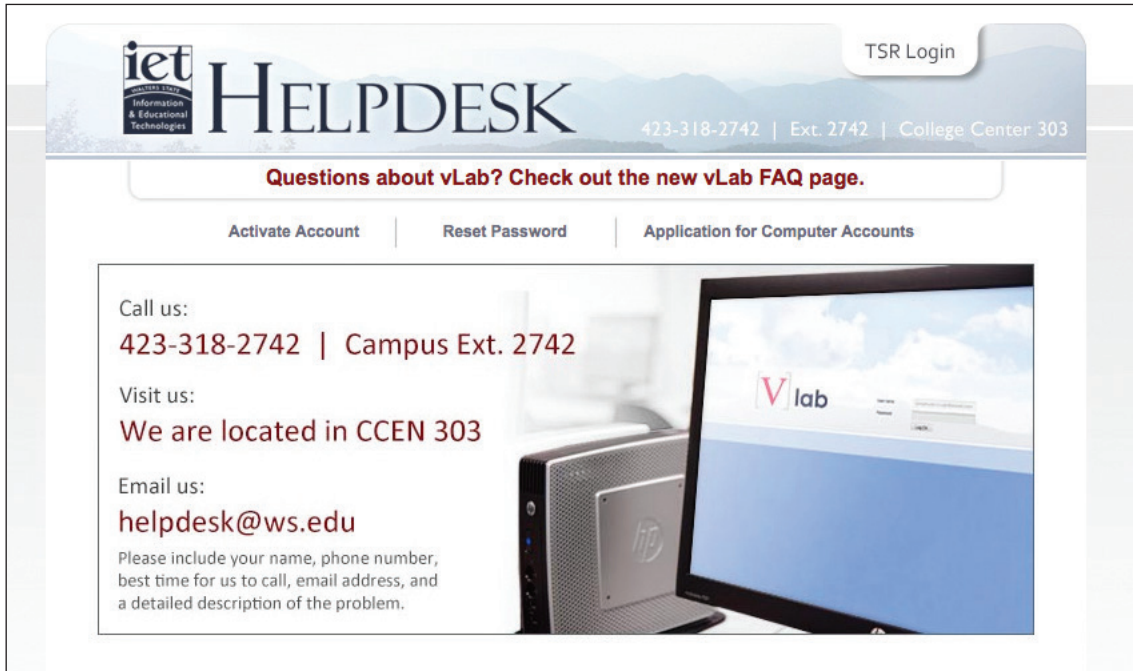 TSR Login
iet
WALTERS STATE
Information
& Educational
Technologies
HELPDESK
423-318-2742 | Ext. 2742 | College Center 303
Questions about vLab? Check out the new vLab FAQ page.
Activate Account
Reset Password
Application for Computer Accounts
Call us:
423-318-2742 | Campus Ext. 2742
Visit us:
We are located in CCEN 303
Email us:
helpdesk@ws.edu
Please include your name, phone number,
best time for us to call, email address, and
a detailed description of the problem.
[V] lab
Password
hp